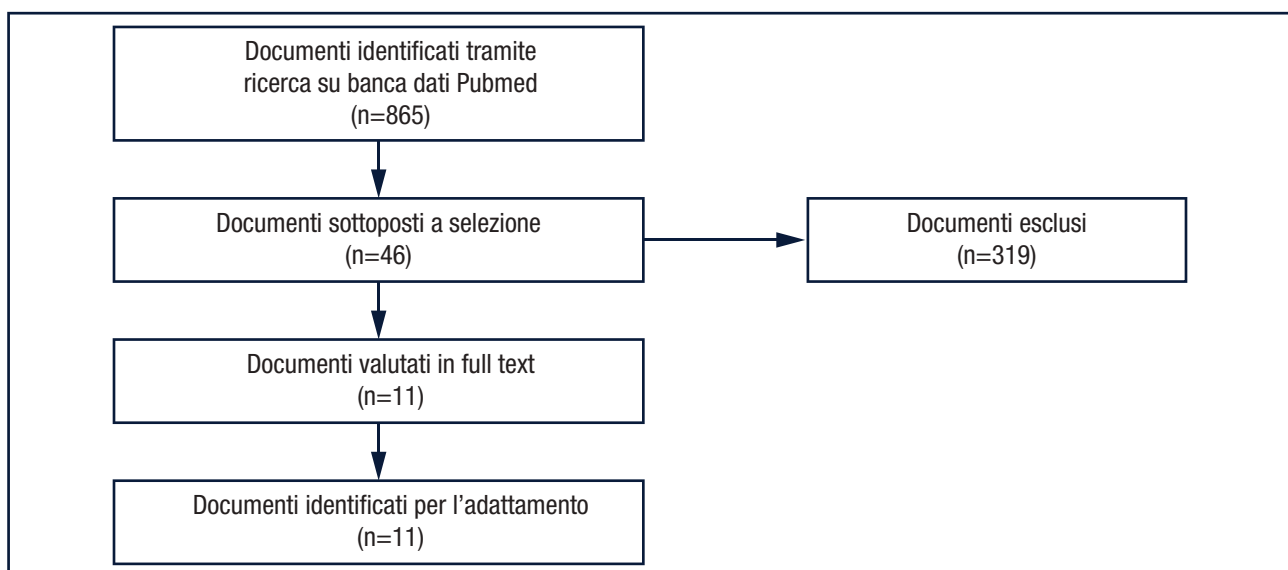 Documenti identificati tramite
ricerca su banca dati Pubmed
(n=865)
Documenti sottoposti a selezione
(n=46)
Documenti esclusi
(n=319)
Documenti valutati in full text
(n=11)
Documenti identificati per l’adattamento
(n=11)